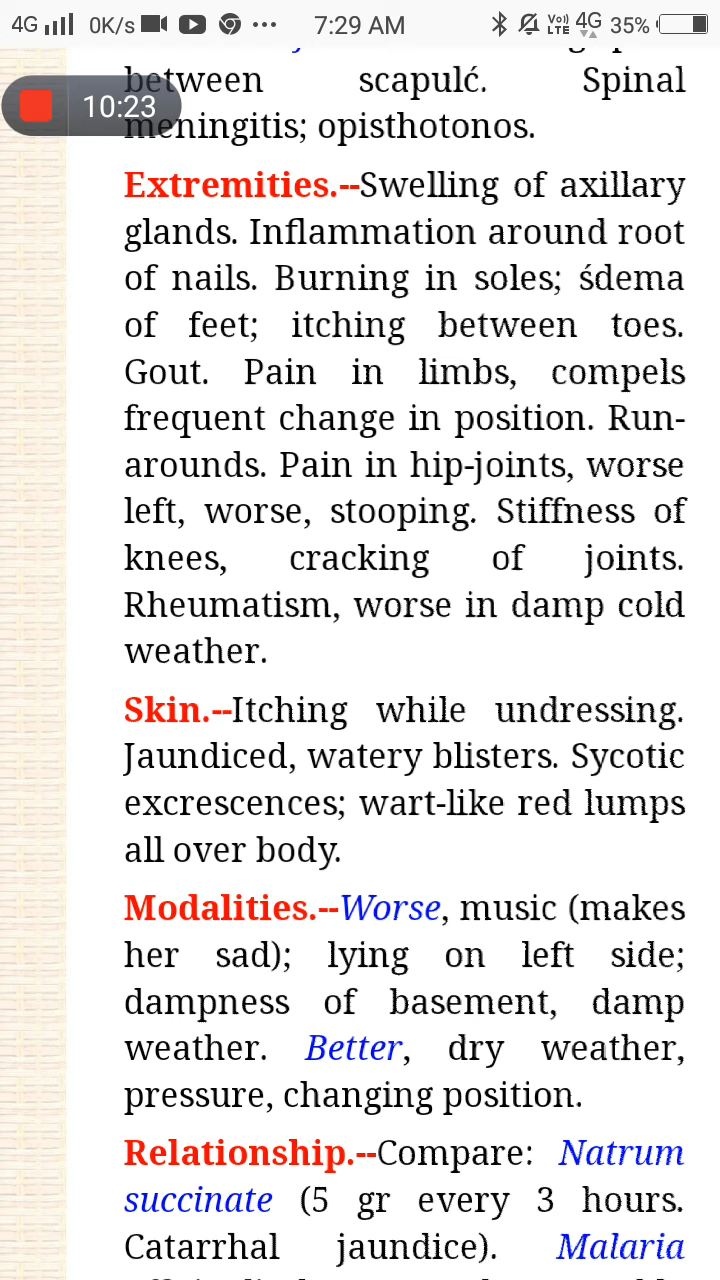 4G 0K/s 7:29 AM VoLTE 4G 35%
10:23
between scapulć. Spinal
meningitis; opisthotonos.
Extremities.--Swelling of axillary
glands. Inflammation around root
of nails. Burning in soles; śdema
of feet; itching between toes.
Gout. Pain in limbs, compels
frequent change in position. Run-
arounds. Pain in hip-joints, worse
left, worse, stooping. Stiffness of
knees, cracking of joints.
Rheumatism, worse in damp cold
weather.
Skin.--Itching while undressing.
Jaundiced, watery blisters. Sycotic
excrescences; wart-like red lumps
all over body.
Modalities.--Worse, music (makes
her sad); lying on left side;
dampness of basement, damp
weather. Better, dry weather,
pressure, changing position.
Relationship.--Compare: Natrum
succinate (5 gr every 3 hours.
Catarrhal jaundice). Malaria